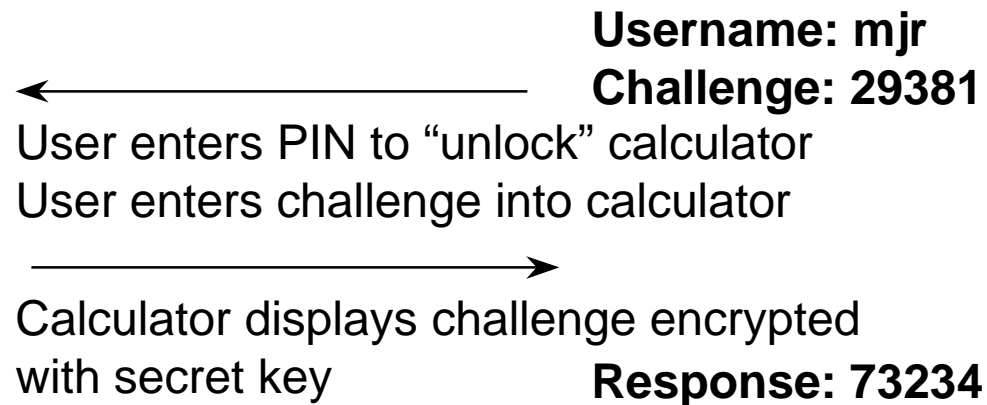 Username: mjr
Challenge: 29381
User enters PIN to “unlock” calculator
User enters challenge into calculator
Calculator displays challenge encrypted
with secret key
Response: 73234